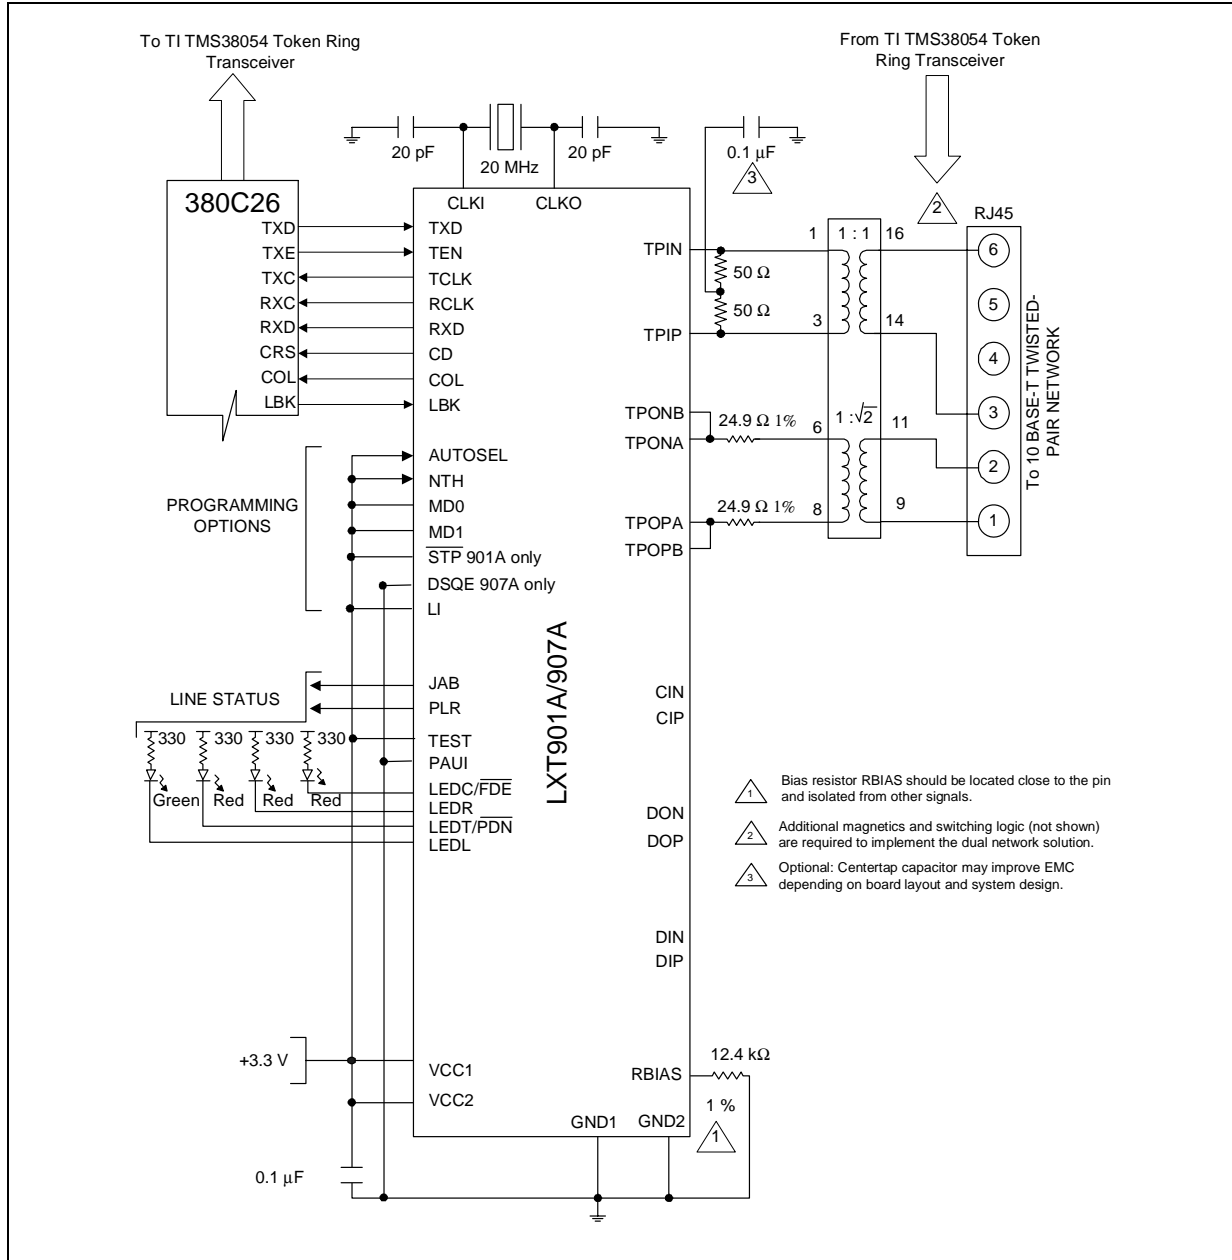 To TI TMS38054 Token Ring
Transceiver
From TI TMS38054 Token
Ring Transceiver
20 pF
20 MHz
20 pF
0.1 µF
3
2
380C26
TXD
TXE
TXC
RXC
RXD
CRS
COL
LBK
CLKI
CLKO
TXD
TEN
TCLK
RCLK
RXD
CD
COL
LBK
PROGRAMMING
OPTIONS
AUTOSEL
NTH
MD0
MD1
STP 901A only
DSQE 907A only
LI
LINE STATUS
JAB
PLR
330
330
330
330
Green
Red
Red
Red
TEST
PAUI
LEDC/FDE
LEDR
LEDT/PDN
LEDL
+3.3 V
VCC1
VCC2
0.1 µF
LXT901A/907A
TPIN
TPIP
50 Ω
50 Ω
1
1 : 1
16
3
14
TPONB
TPONA
24.9 Ω 1%
6
1 :√2
11
TPOPA
TPOPB
24.9 Ω 1%
8
9
RJ45
6
5
4
3
2
1
To 10 BASE-T TWISTED-
PAIR NETWORK
CIN
CIP
DON
DOP
DIN
DIP
RBIAS
12.4 kΩ
1 %
1
GND1
GND2
1
Bias resistor RBIAS should be located close to the pin
and isolated from other signals.
2
Additional magnetics and switching logic (not shown)
are required to implement the dual network solution.
3
Optional: Centertap capacitor may improve EMC
depending on board layout and system design.